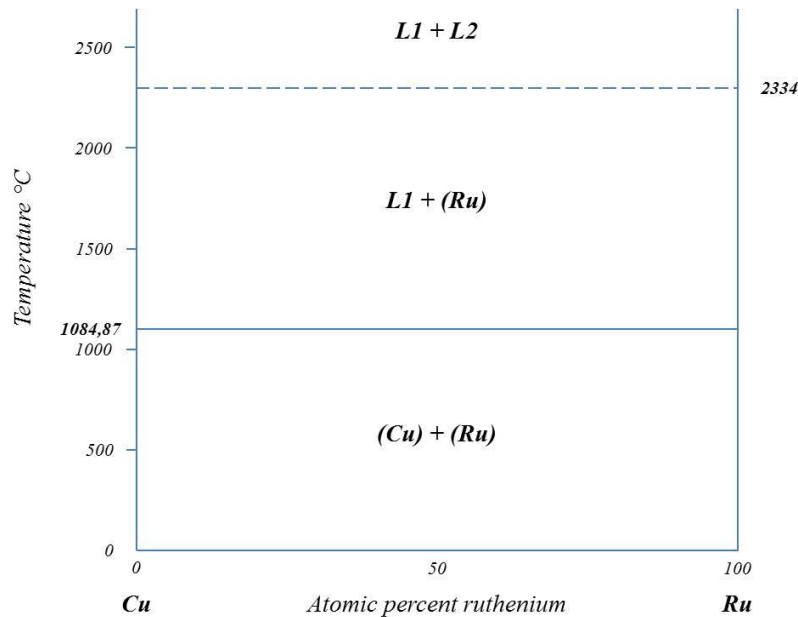 L1 + L2
2500
2334
2000
L1 + (Ru)
1500
1084,87
1000
(Cu) + (Ru)
500
0
0
50
100
Cu
Atomic percent ruthenium
Ru
Temperature °C